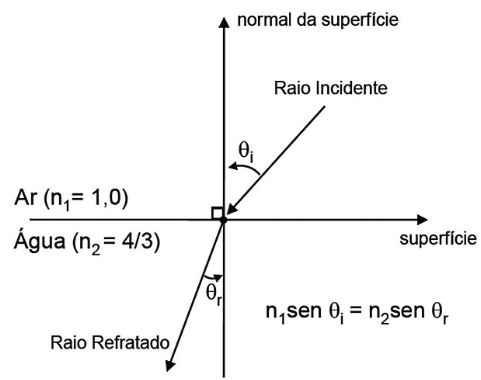 normal da superfície
Raio Incidente
θi
Ar (n1= 1,0)
Água (n2= 4/3)
superfície
θr
n1sen θi = n2sen θr
Raio Refratado